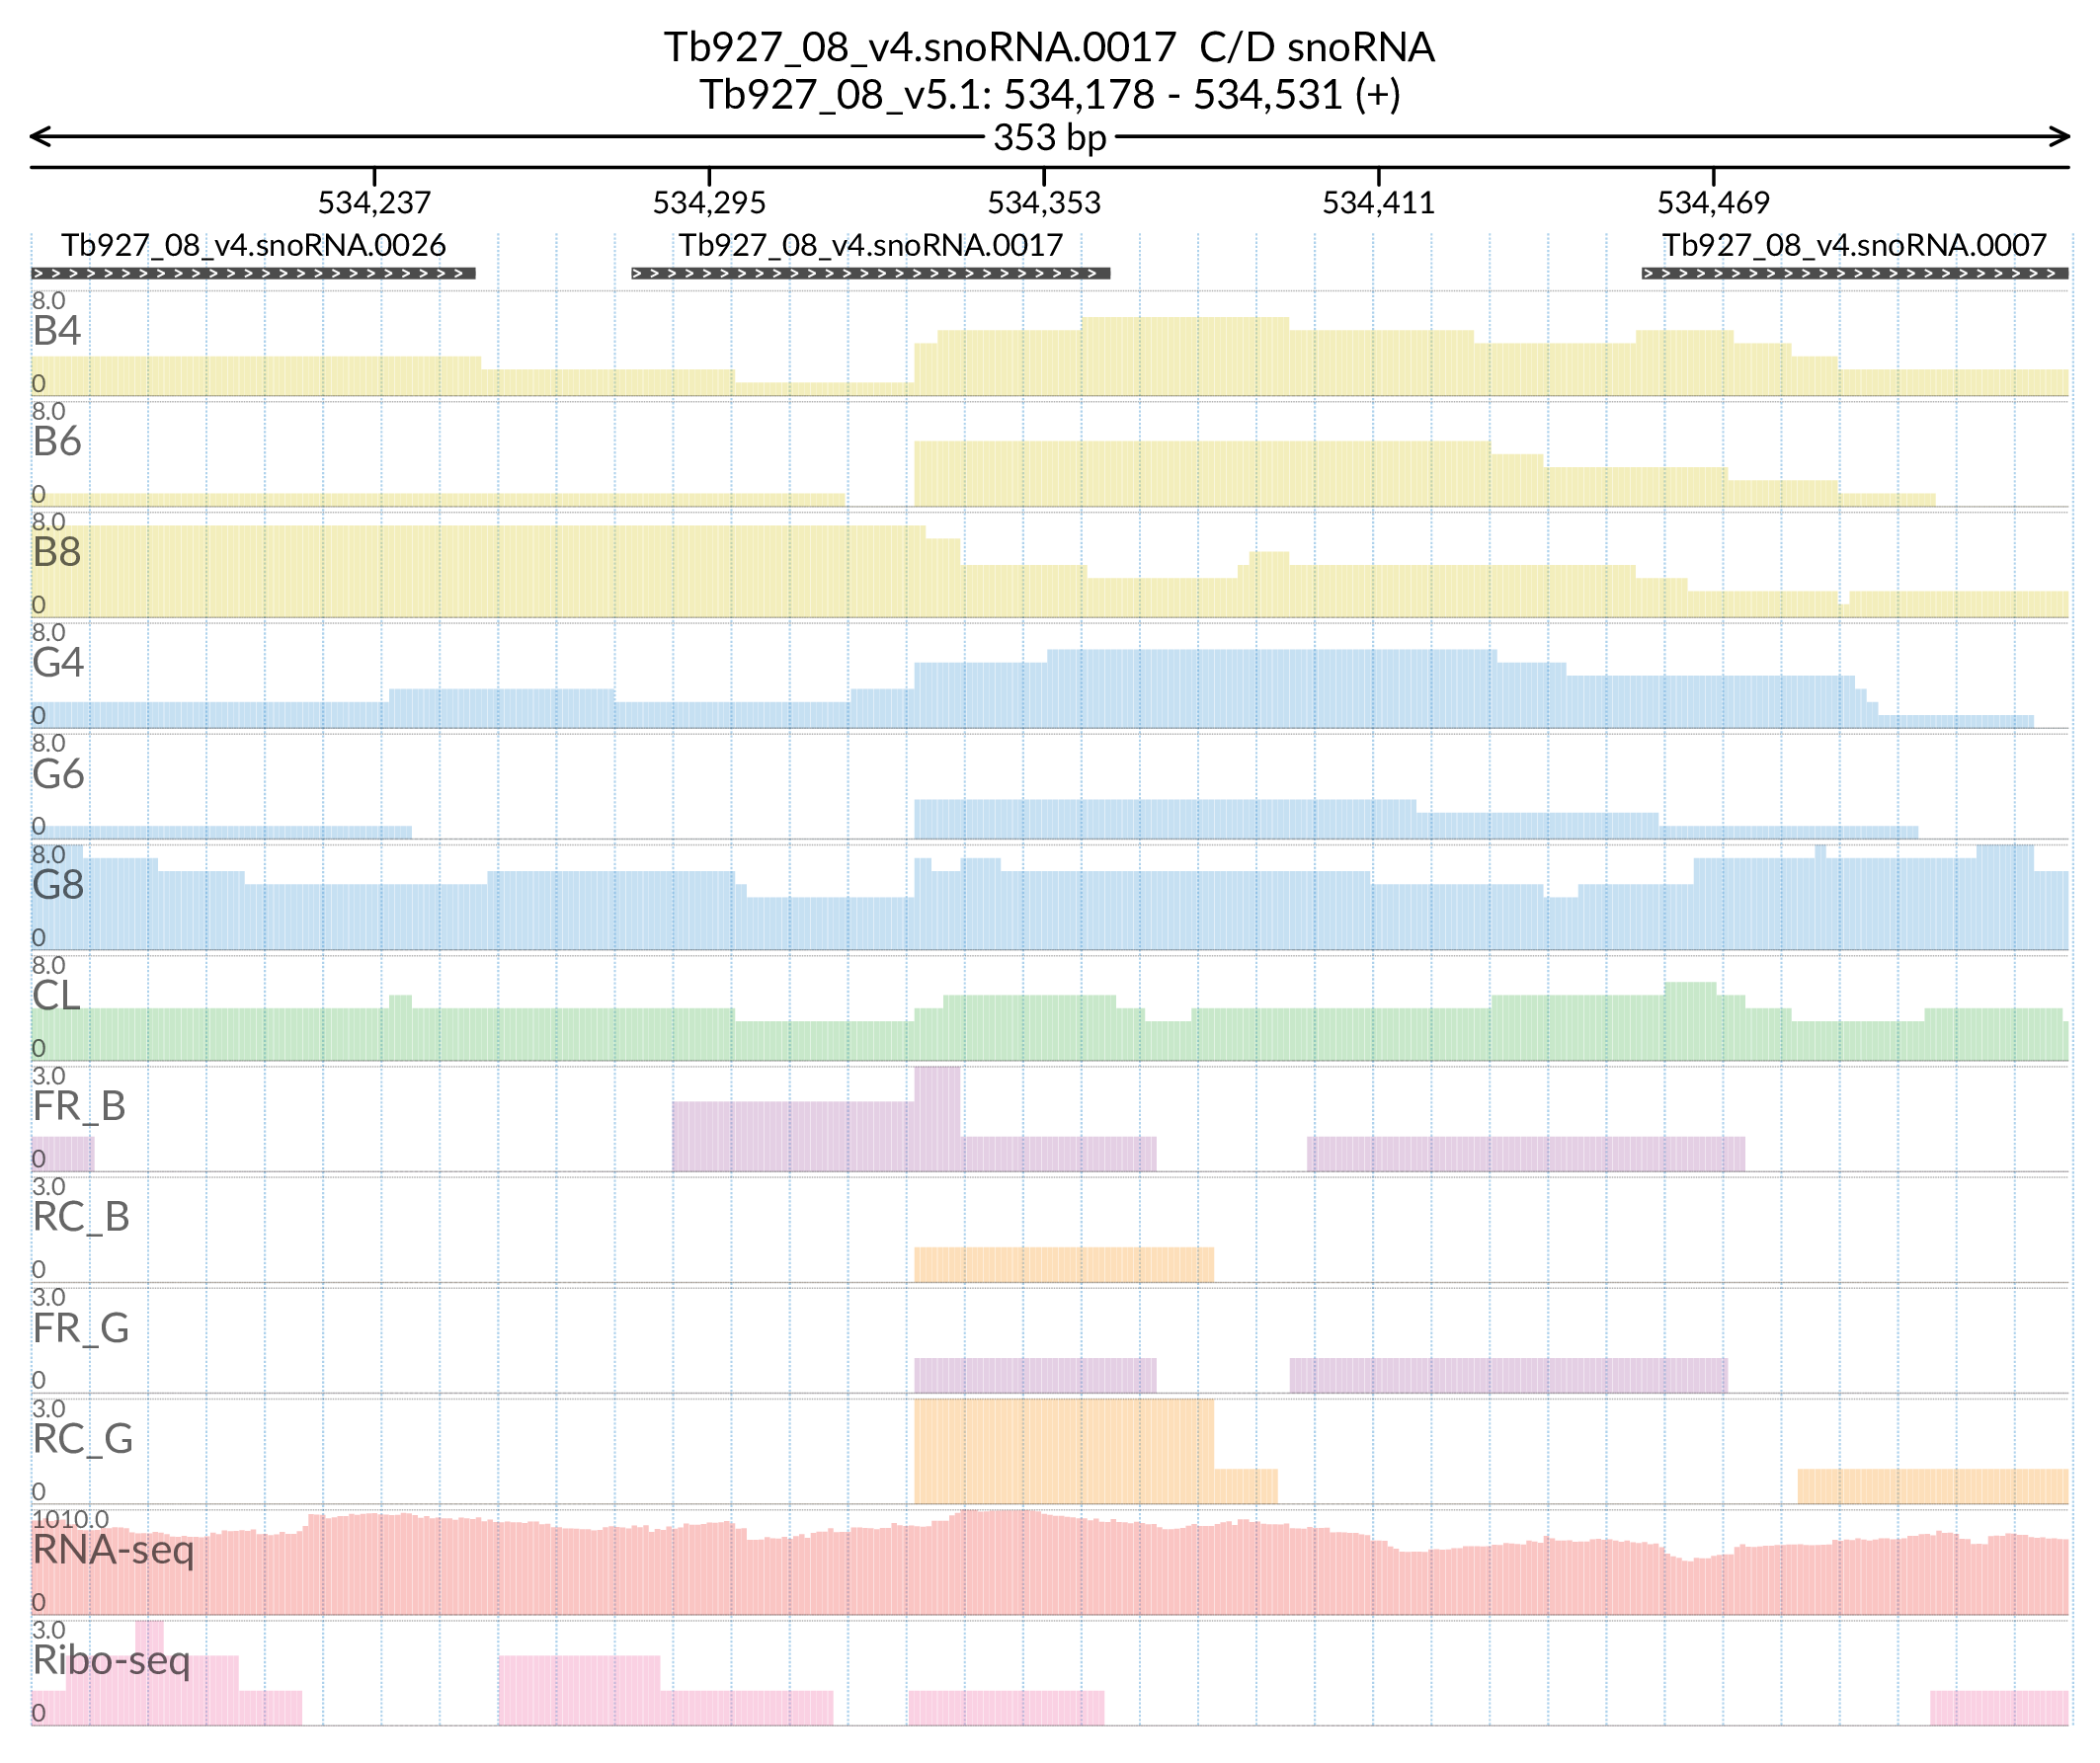 Tb927_08_v4.snoRNA.0017 C/D snoRNA
Tb927_08_v5.1: 534,178 - 534,531 (+)
353 bp
534,237 534,295 534,353 534,411 534,469
Tb927_08_v4.snoRNA.0026 Tb927_08_v4.snoRNA.0017 Tb927_08_v4.snoRNA.0007
8.0
B4
0
8.0
B6
0
8.0
B8
0
8.0
G4
0
8.0
G6
0
8.0
G8
0
8.0
CL
0
3.0
FR_B
0
3.0
RC_B
0
3.0
FR_G
0
3.0
RC_G
0
1010.0
RNA-seq
0
3.0
Ribo-seq
0